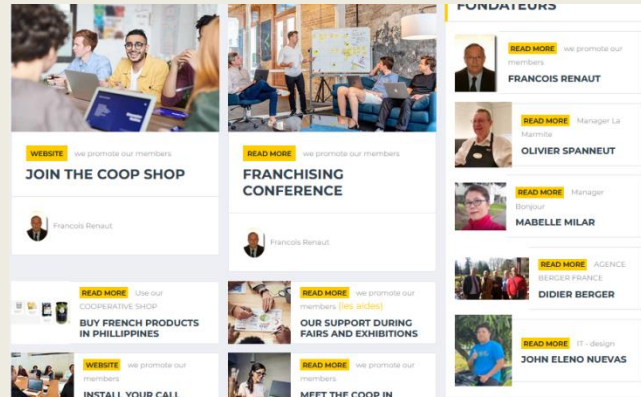 WEBSITE we promote our members
JOIN THE COOP SHOP
Francois Renaut
READ MORE we promote our members
FRANCHISING
CONFERENCE
Francois Renaut
READ MORE Use our
COOPERATIVE SHOP
BUY FRENCH PRODUCTS
IN PHILLIPPINES
READ MORE we promote our
members (les aides)
OUR SUPPORT DURING
FAIRS AND EXHIBITIONS
WEBSITE we promote our
members
INSTALL YOUR CALL
READ MORE we promote our
members
MEET THE COOP IN
FONDATEURS
READ MORE we promote our
members
FRANCOIS RENAUT
READ MORE Manager La
Marmite
OLIVIER SPANNEUT
READ MORE Manager
Bonjour
MABELLE MILAR
READ MORE AGENCE
BERGER FRANCE
DIDIER BERGER
READ MORE IT - design
JOHN ELENO NUEVAS